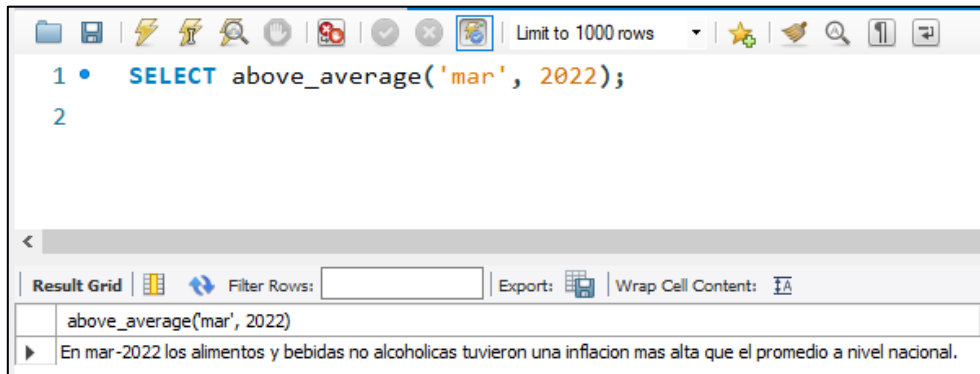 Limit to 1000 rows
1 SELECT above_average('mar', 2022);
2
Result Grid Filter Rows: Export: Wrap Cell Content: IA
above_average('mar', 2022)
En mar-2022 los alimentos y bebidas no alcoholicas tuvieron una inflacion mas alta que el promedio a nivel nacional.